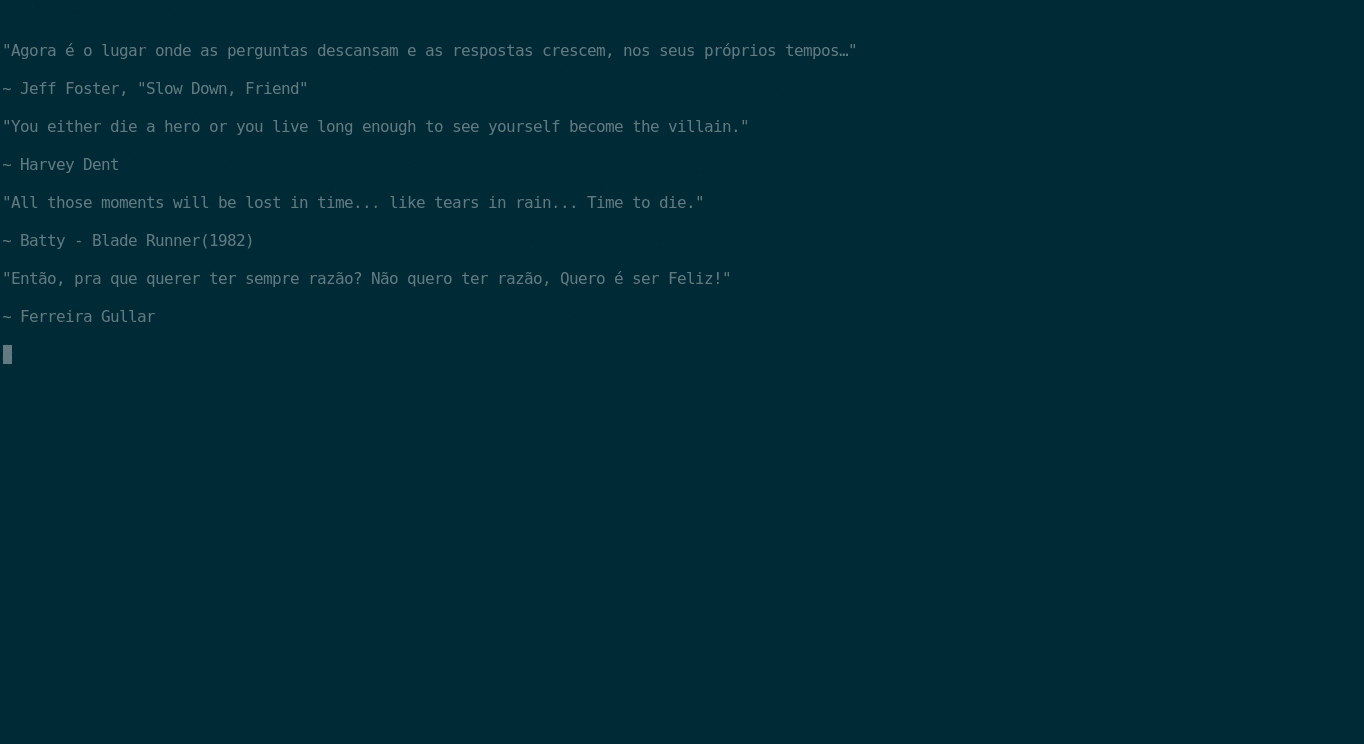 "Agora é o lugar onde as perguntas descansam e as respostas crescem, nos seus próprios tempos…"
~ Jeff Foster, "Slow Down, Friend"
"You either die a hero or you live long enough to see yourself become the villain."
~ Harvey Dent
"All those moments will be lost in time... like tears in rain... Time to die."
~ Batty - Blade Runner(1982)
"Então, pra que querer ter sempre razão? Não quero ter razão, Quero é ser Feliz!"
~ Ferreira Gullar